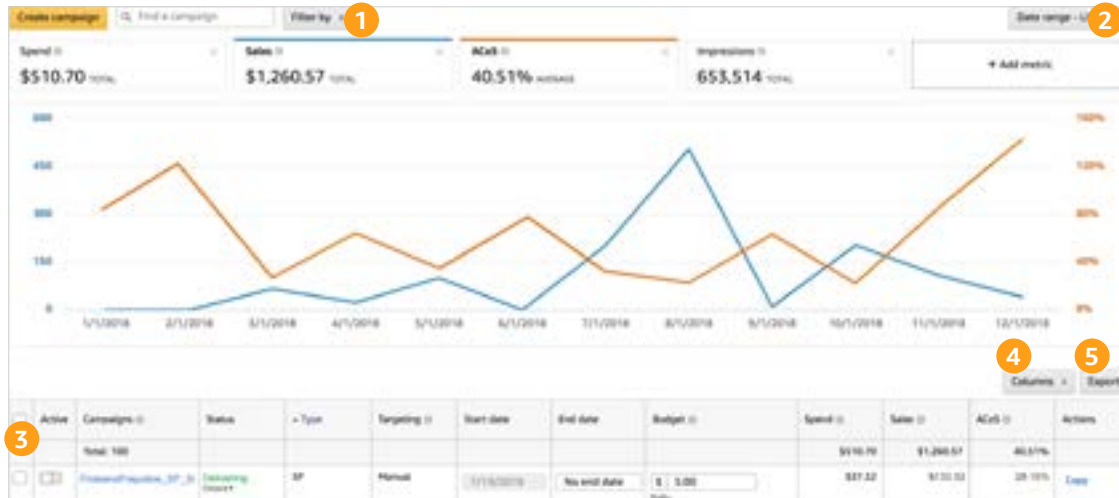 Create campaign
Find a campaign
Filter by
1
Date range -
2
Spend
Sales
ACoS
Impressions
+ Add metric
$510.70 TOTAL
$1,260.57 TOTAL
40.51% AVERAGE
653,514 TOTAL
600
160%
450
120%
300
80%
150
40%
0
0%
1/1/2018 2/1/2018 3/1/2018 4/1/2018 5/1/2018 6/1/2018 7/1/2018 8/1/2018 9/1/2018 10/1/2018 11/1/2018 12/1/2018
4
5
Columns
Export
Active Campaigns Status Type Targeting Start date End date Budget Spend Sales ACoS Actions
3
Total: 100 $510.70 $1,260.57 40.51%
Delivering SP Manual No end date $ 5.00 Copy